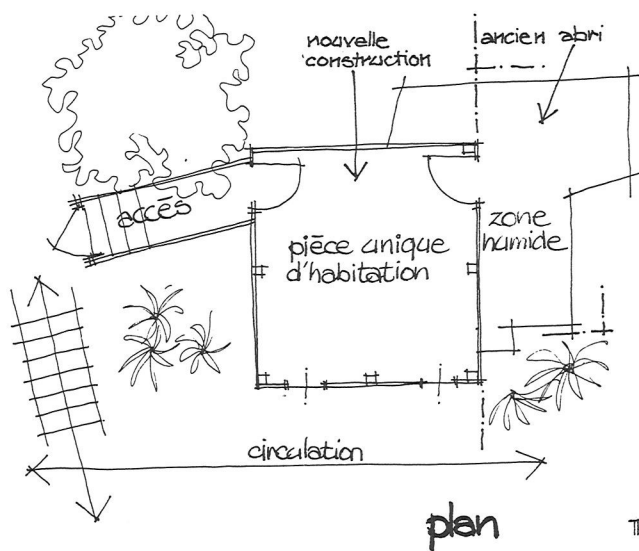 nouvelle
construction
ancien abri
accès
pièce unique
d'habitation
zone
humide
circulation
plan